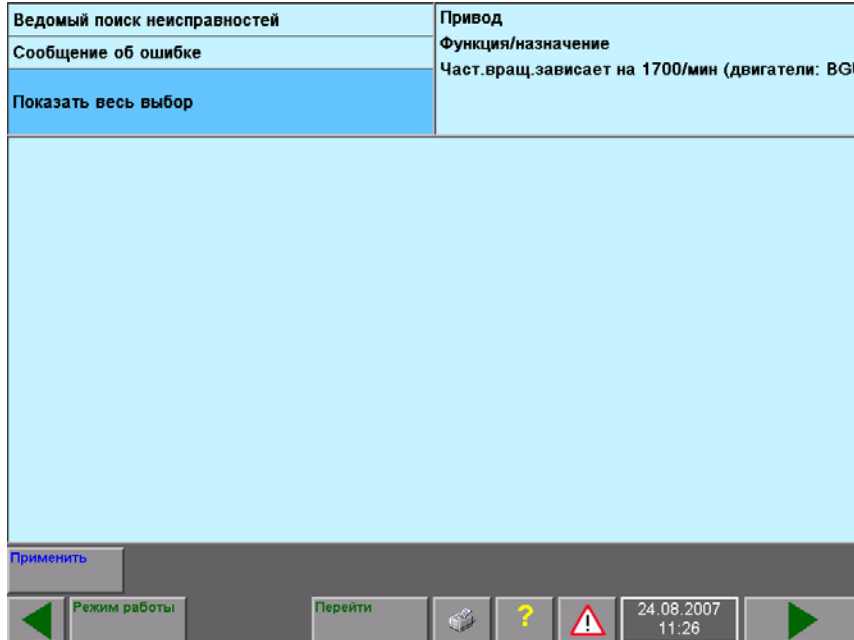 Ведомый поиск неисправностей
Сообщение об ошибке
Показать весь выбор
Привод
Функция/назначение
Част.вращ.зависает на 1700/мин (двигатели: BG
Применить
Режим работы
Перейти
?
24.08.2007
11:26